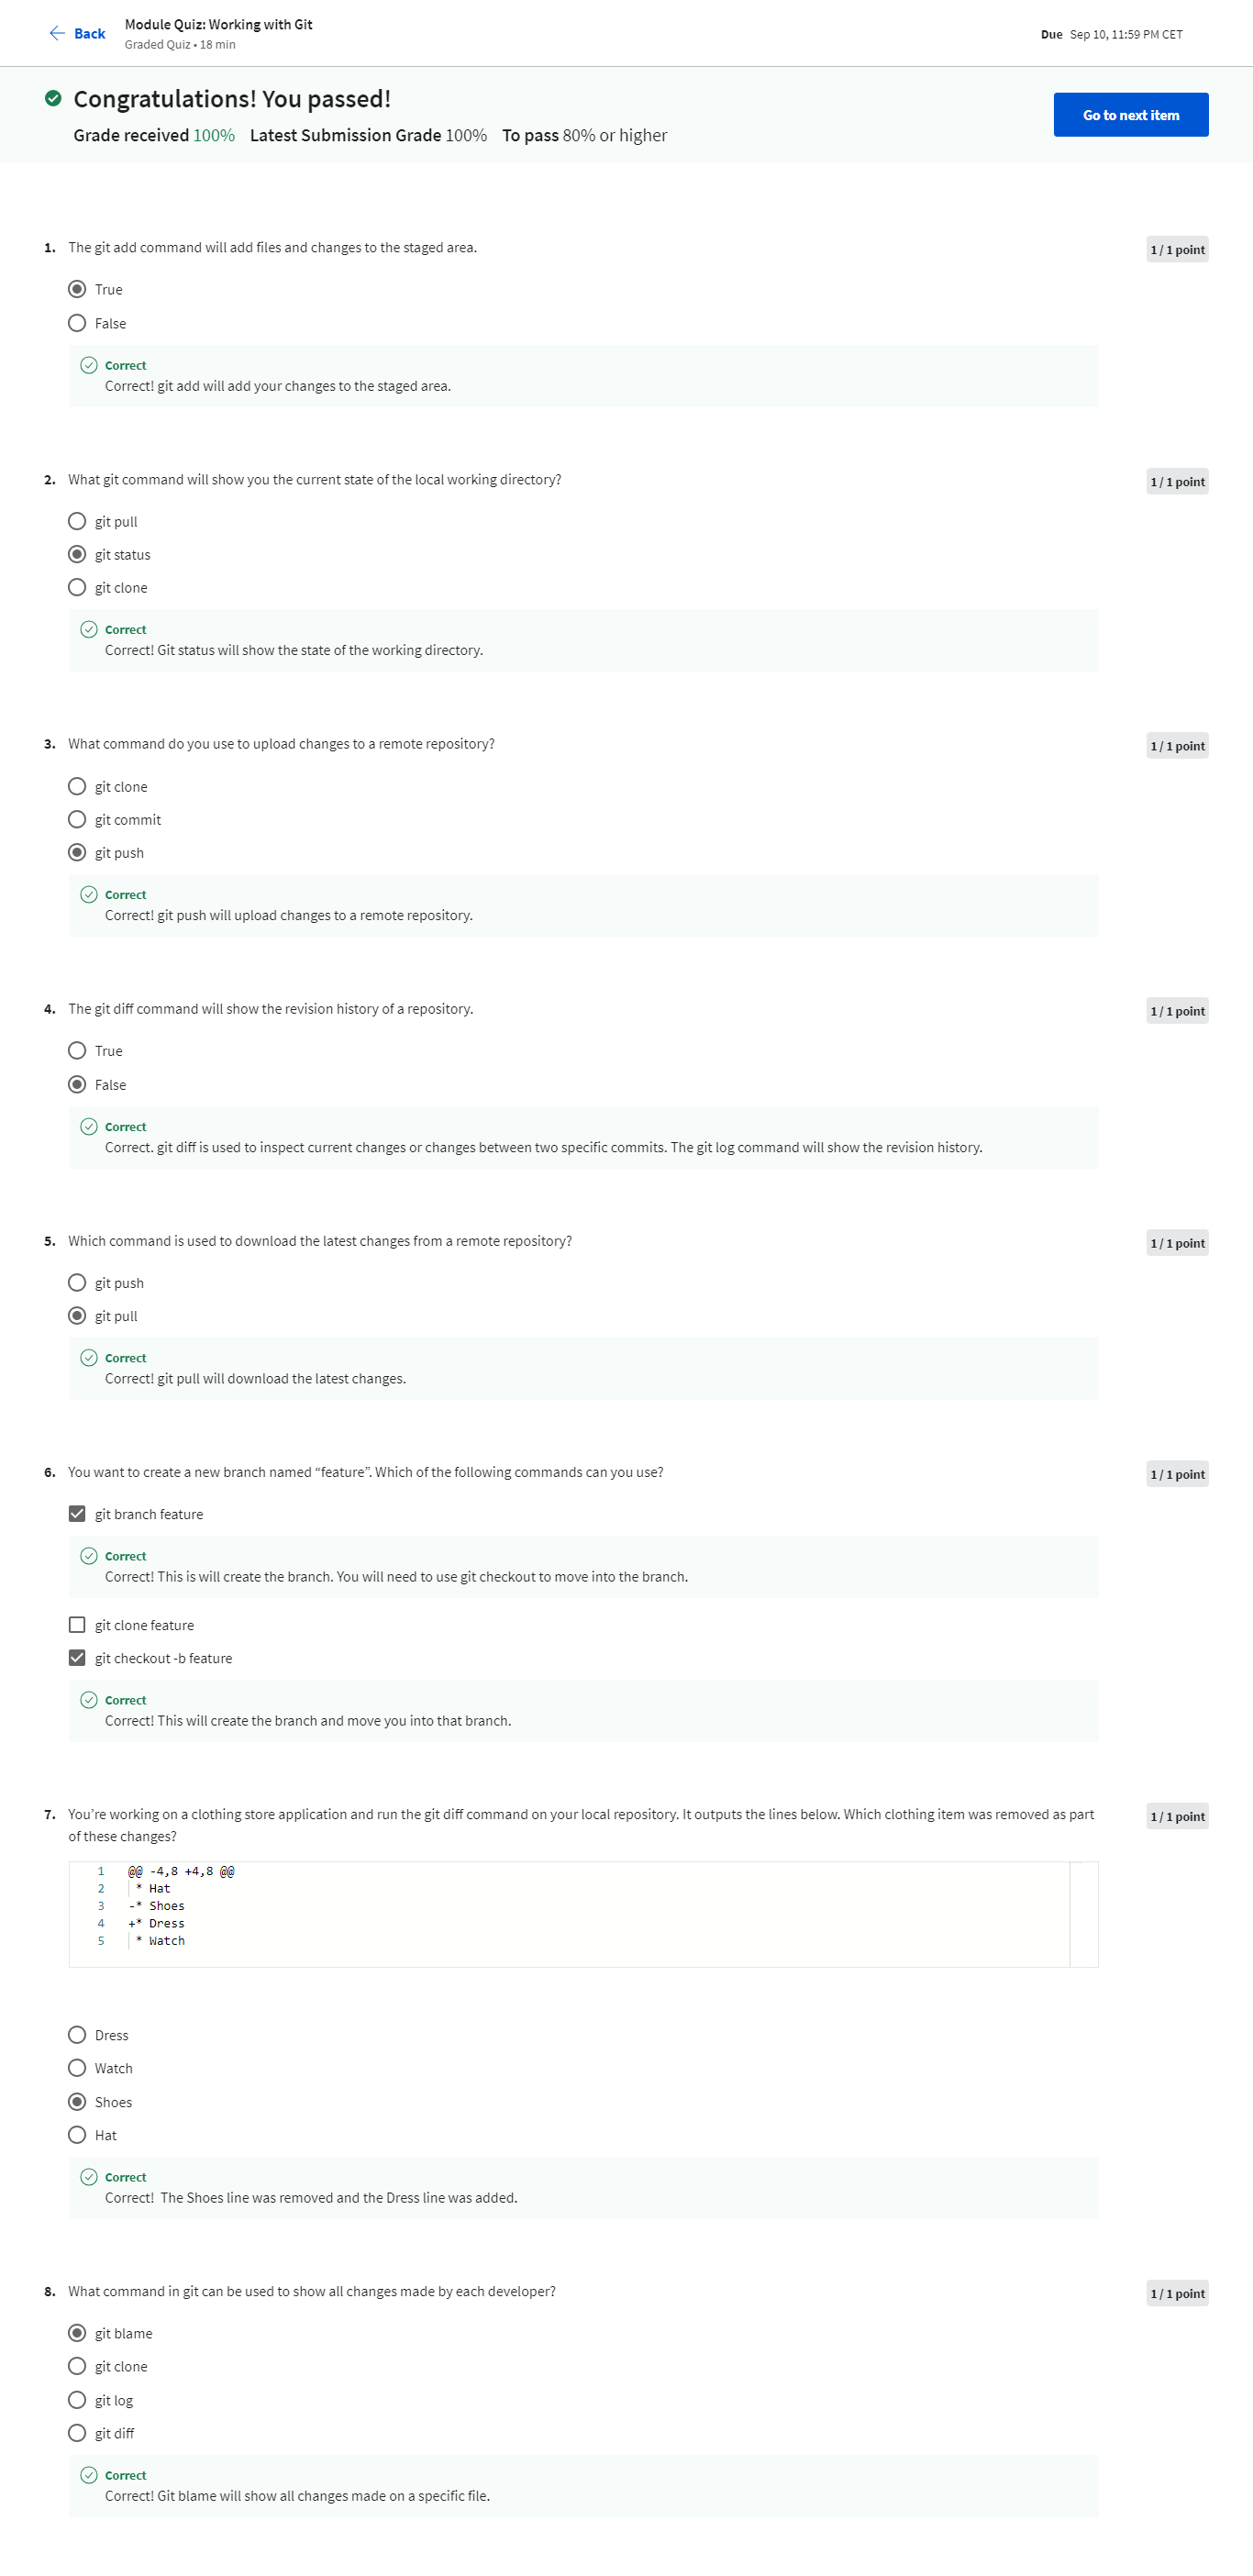 Back
Module Quiz: Working with Git
Graded Quiz • 18 min
Due Sep 10, 11:59 PM CET
Congratulations! You passed!
Grade received 100% Latest Submission Grade 100% To pass 80% or higher
Go to next item
1. The git add command will add files and changes to the staged area.
1 / 1 point
True
False
Correct
Correct! git add will add your changes to the staged area.
2. What git command will show you the current state of the local working directory?
1 / 1 point
git pull
git status
git clone
Correct
Correct! Git status will show the state of the working directory.
3. What command do you use to upload changes to a remote repository?
1 / 1 point
git clone
git commit
git push
Correct
Correct! git push will upload changes to a remote repository.
4. The git diff command will show the revision history of a repository.
1 / 1 point
True
False
Correct
Correct. git diff is used to inspect current changes or changes between two specific commits. The git log command will show the revision history.
5. Which command is used to download the latest changes from a remote repository?
1 / 1 point
git push
git pull
Correct
Correct! git pull will download the latest changes.
6. You want to create a new branch named “feature”. Which of the following commands can you use?
1 / 1 point
git branch feature
Correct
Correct! This is will create the branch. You will need to use git checkout to move into the branch.
git clone feature
git checkout -b feature
Correct
Correct! This will create the branch and move you into that branch.
7. You’re working on a clothing store application and run the git diff command on your local repository. It outputs the lines below. Which clothing item was removed as part
of these changes?
1 / 1 point
1 @@ -4,8 +4,8 @@
2 * Hat
3 -* Shoes
4 +* Dress
5 * Watch
Dress
Watch
Shoes
Hat
Correct
Correct! The Shoes line was removed and the Dress line was added.
8. What command in git can be used to show all changes made by each developer?
1 / 1 point
git blame
git clone
git log
git diff
Correct
Correct! Git blame will show all changes made on a specific file.